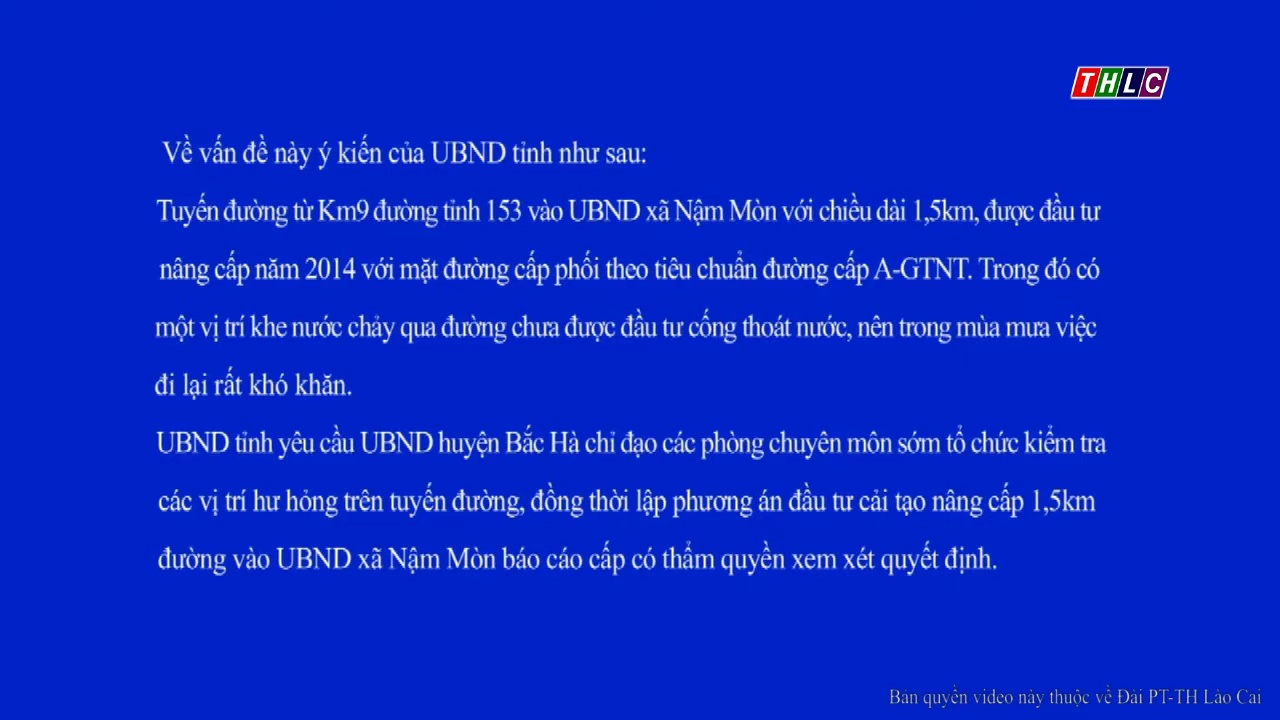 THLC
Về vấn đề này ý kiến của UBND tỉnh như sau:
Tuyến đường từ Km9 đường tỉnh 153 vào UBND xã Nậm Mòn với chiều dài 1,5km, được đầu tư
nâng cấp năm 2014 với mặt đường cấp phối theo tiêu chuẩn đường cấp A-GTNT. Trong đó có
một vị trí khe nước chảy qua đường chưa được đầu tư cống thoát nước, nên trong mùa mưa việc
đi lại rất khó khăn.
UBND tỉnh yêu cầu UBND huyện Bắc Hà chỉ đạo các phòng chuyên môn sớm tổ chức kiểm tra
các vị trí hư hỏng trên tuyến đường, đồng thời lập phương án đầu tư cải tạo nâng cấp 1,5km
đường vào UBND xã Nậm Mòn báo cáo cấp có thẩm quyền xem xét quyết định.
Bản quyền video này thuộc về Đài PT-TH Lào Cai